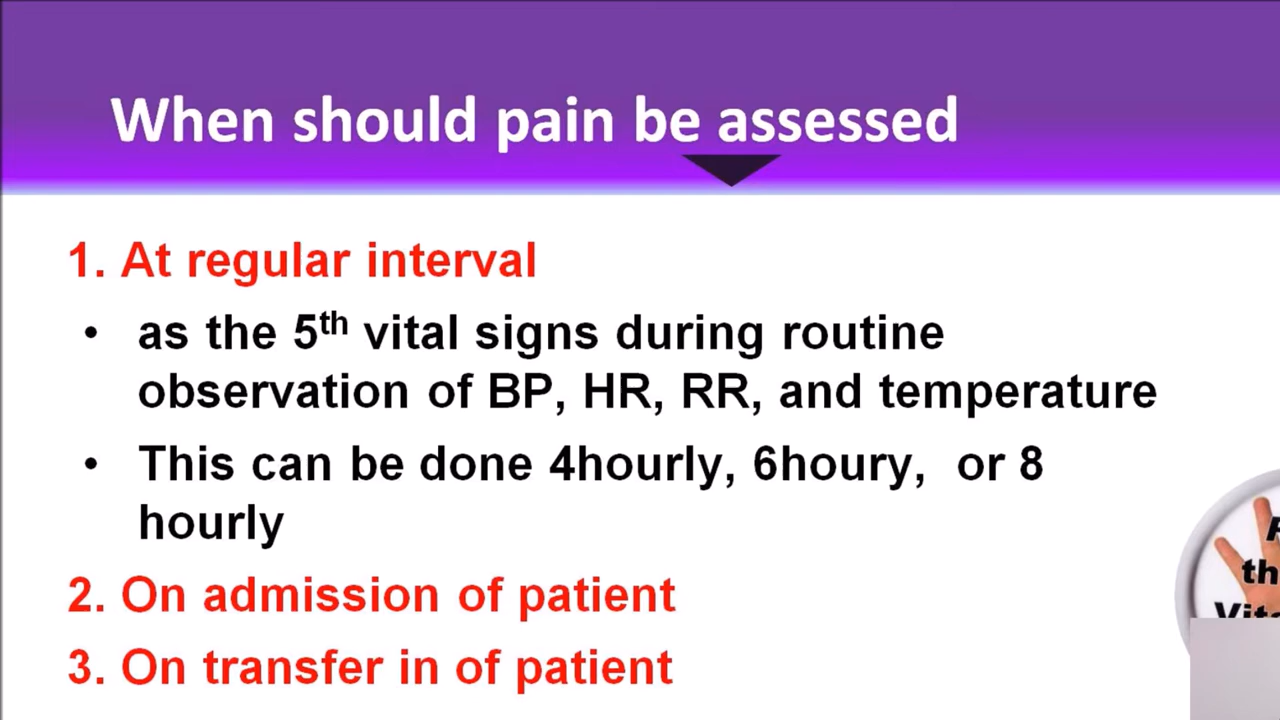 When should pain be assessed
1. At regular interval
• as the 5th vital signs during routine
observation of BP, HR, RR, and temperature
• This can be done 4hourly, 6houry, or 8
hourly
2. On admission of patient
3. On transfer in of patient
th